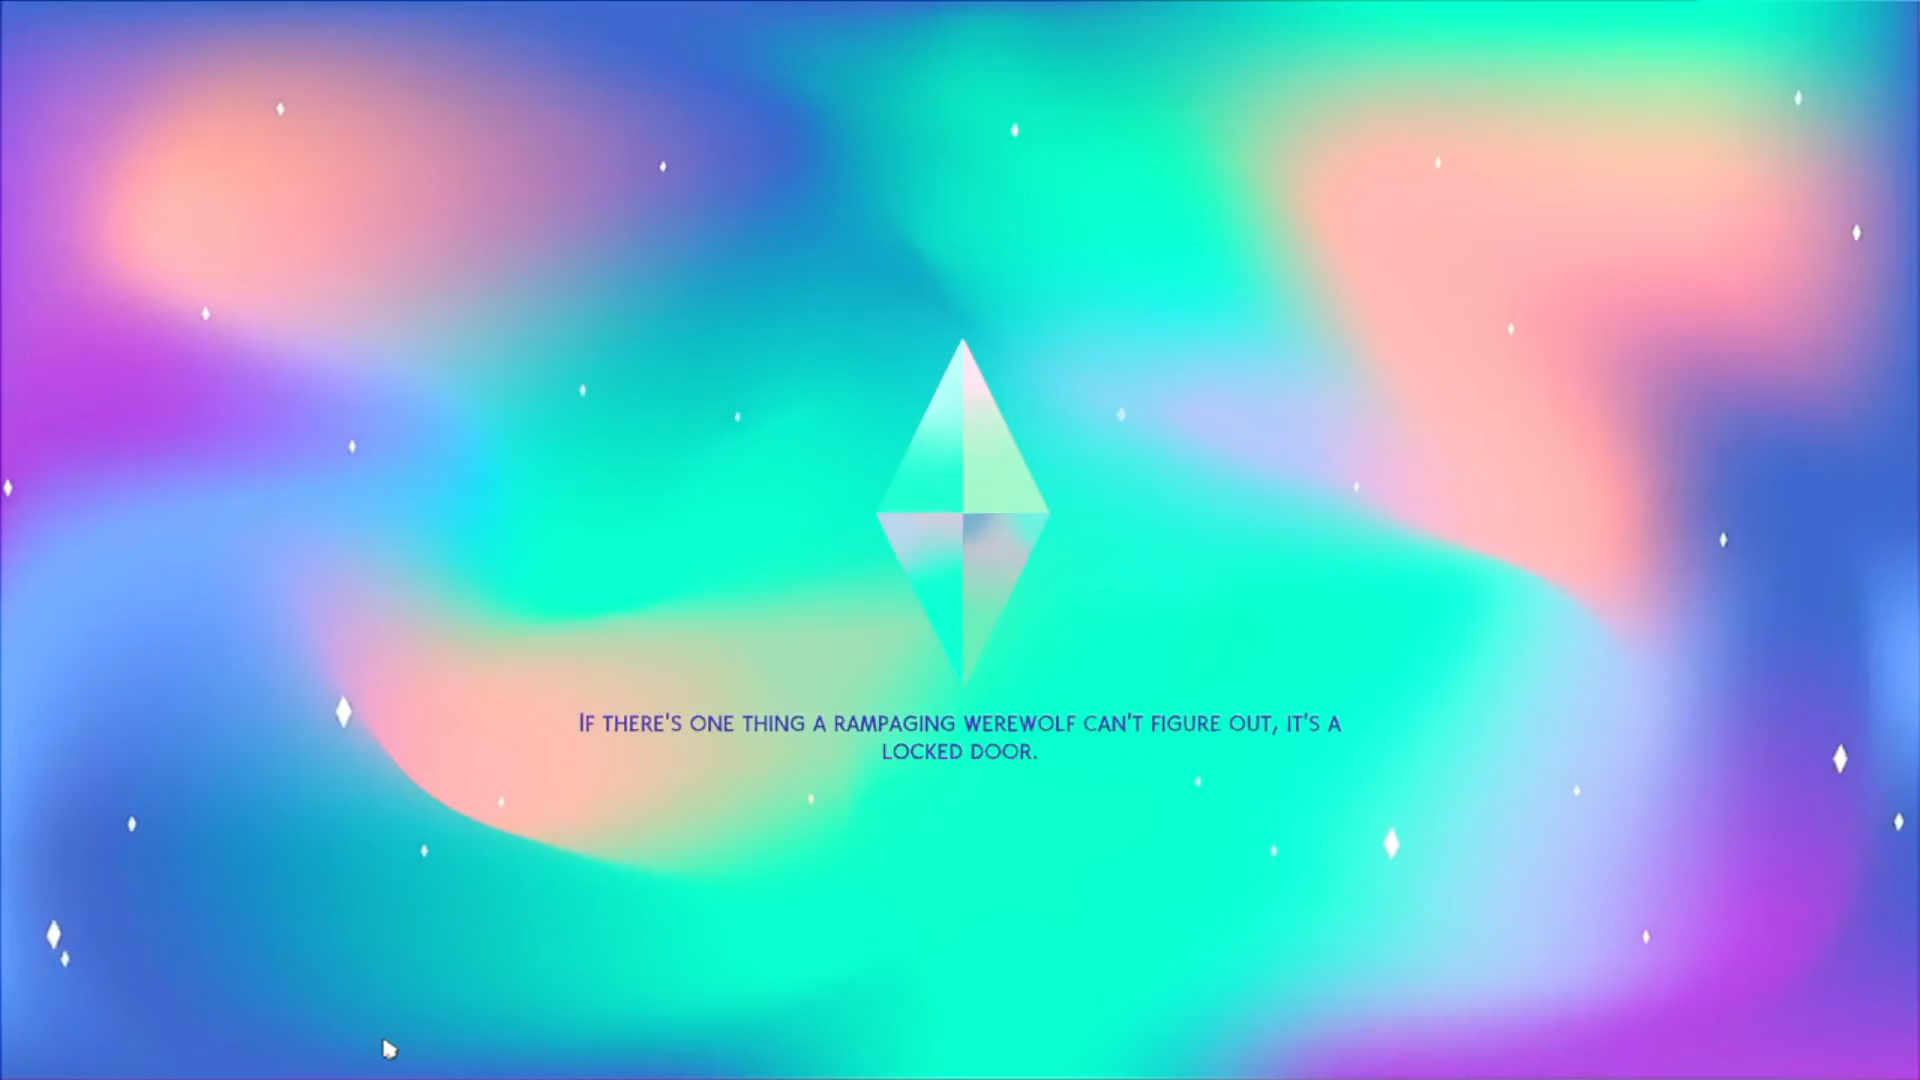 If there's one thing a rampaging werewolf can't figure out, it's a
locked door.